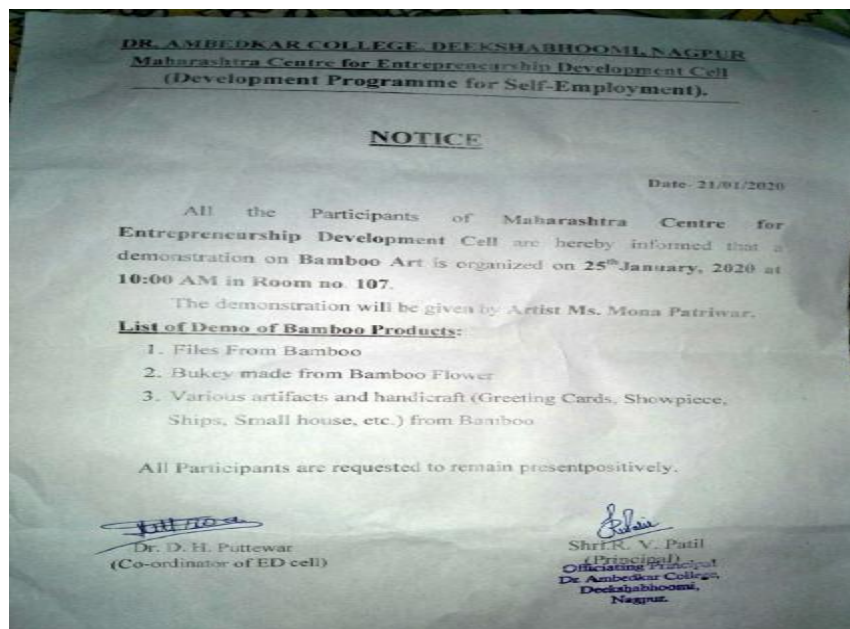 DR. AMBEDKAR COLLEGE, DEEKSHABHOOMI, NAGPUR
Maharashtra Centre for Entrepreneurship Development Cell
(Development Programme for Self-Employment).
NOTICE
Date- 21/01/2020
All the Participants of Maharashtra Centre for
Entrepreneurship Development Cell are hereby informed that a
demonstration on Bamboo Art is organized on 25th January, 2020 at
10:00 AM in Room no. 107.
The demonstration will be given by Artist Ms. Mona Patriwar.
List of Demo of Bamboo Products:
1. Files From Bamboo
2. Bukey made from Bamboo Flower
3. Various artifacts and handicraft (Greeting Cards, Showpiece,
Ships, Small house, etc.) from Bamboo
All Participants are requested to remain presentpositively.
Dr. D. H. Puttewar
(Co-ordinator of ED cell)
Shri.R. V. Patil
(Principal)
Officiating Principal
Dr. Ambedkar College,
Deekshabhoomi,
Nagpur.